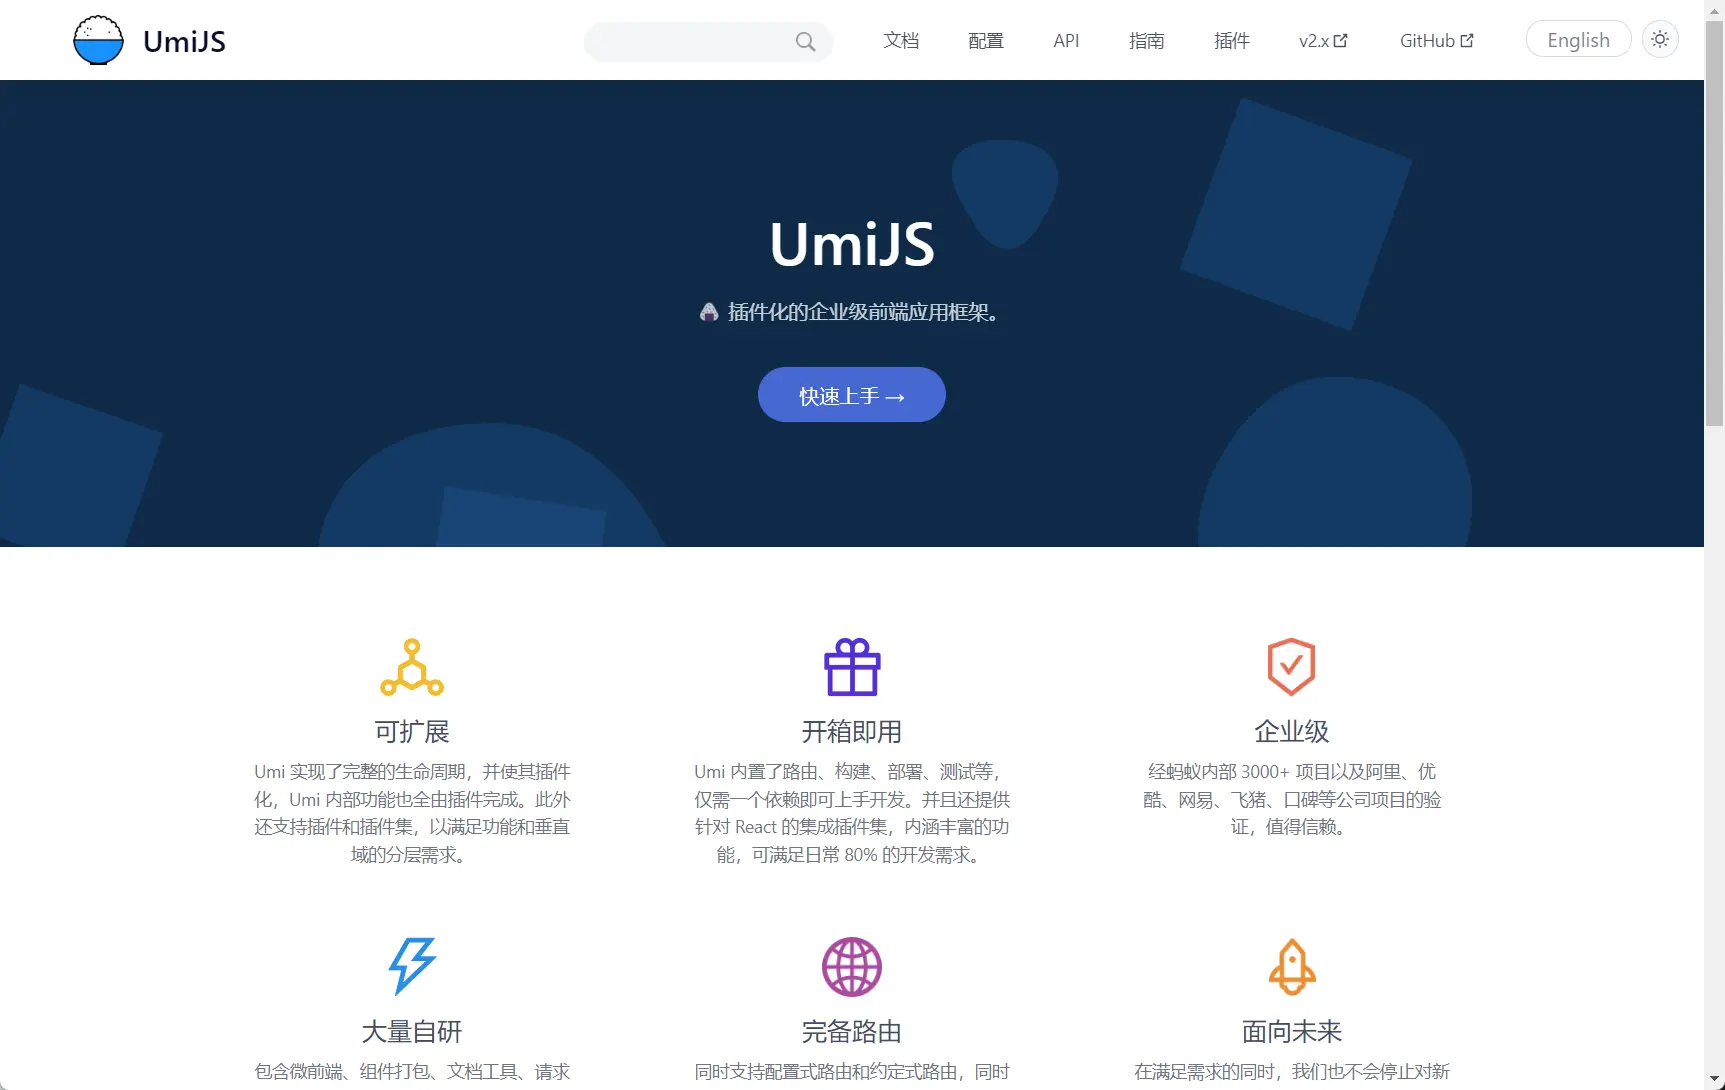 UmiJS
文档
配置
API
指南
插件
v2.x
GitHub
English
UmiJS
🍙 插件化的企业级前端应用框架。
快速上手 →
可扩展
Umi 实现了完整的生命周期，并使其插件
化，Umi 内部功能也全由插件完成。此外
还支持插件和插件集，以满足功能和垂直
域的分层需求。
开箱即用
Umi 内置了路由、构建、部署、测试等，
仅需一个依赖即可上手开发。并且还提供
针对 React 的集成插件集，内涵丰富的功
能，可满足日常 80% 的开发需求。
企业级
经蚂蚁内部 3000+ 项目以及阿里、优
酷、网易、飞猪、口碑等公司项目的验
证，值得信赖。
大量自研
包含微前端、组件打包、文档工具、请求
完备路由
同时支持配置式路由和约定式路由，同时
面向未来
在满足需求的同时，我们也不会停止对新